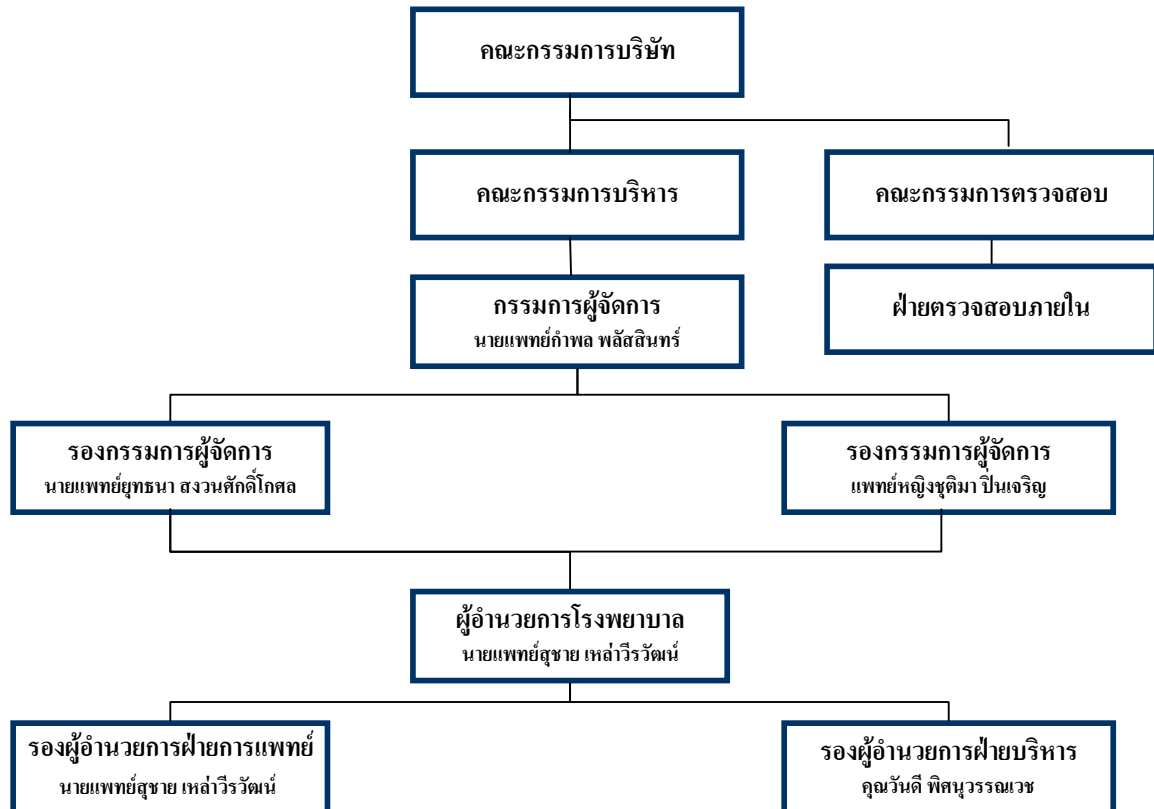 คณะกรรมการบริษัท
คณะกรรมการบริหาร
คณะกรรมการตรวจสอบ
กรรมการผู้จัดการ
นายแพทย์กำพล พลัสสินทร์
ฝ่ายตรวจสอบภายใน
รองกรรมการผู้จัดการ
นายแพทย์ยุทธนา สงวนศักดิ์โกศล
รองกรรมการผู้จัดการ
แพทย์หญิงชุติมา ปิ่นเจริญ
ผู้อำนวยการโรงพยาบาล
นายแพทย์สุชาย เหล่าวีรวัฒน์
รองผู้อำนวยการฝ่ายการแพทย์
นายแพทย์สุชาย เหล่าวีรวัฒน์
รองผู้อำนวยการฝ่ายบริหาร
คุณวันดี พิศนุวรรณเวช